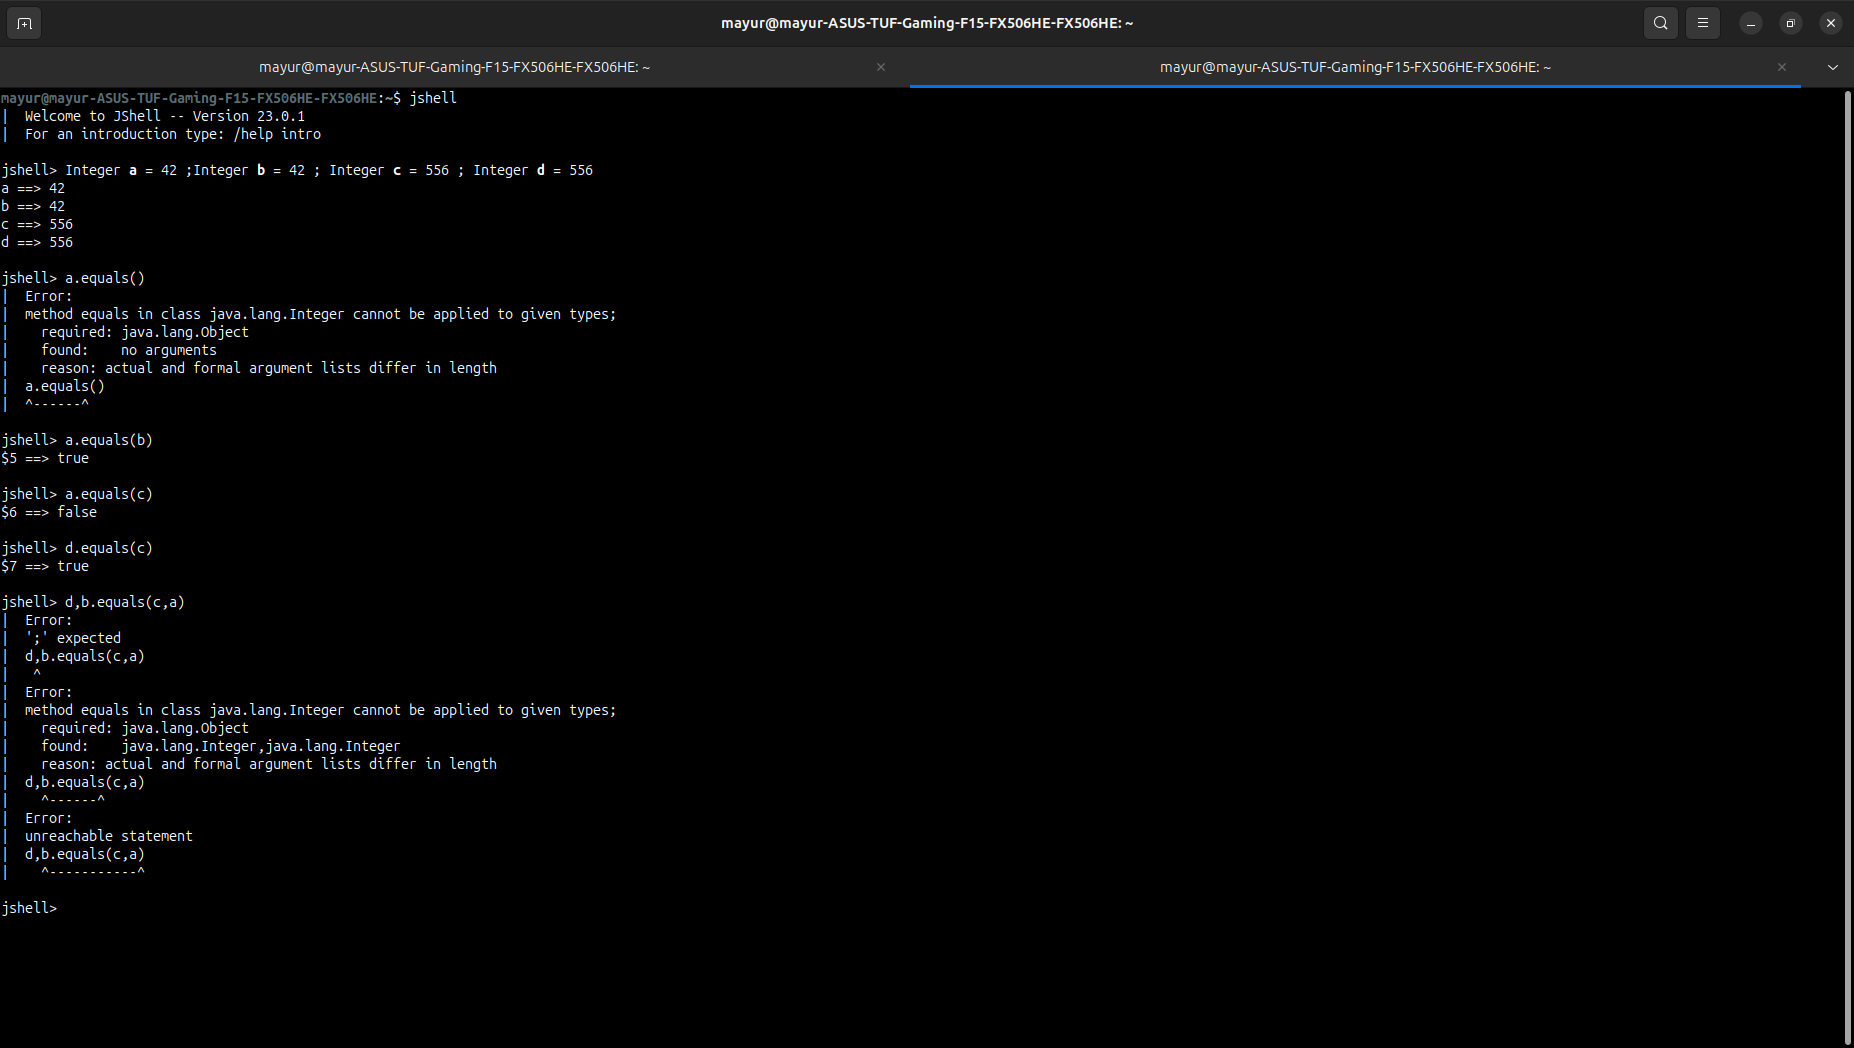 mayur@mayur-ASUS-TUF-Gaming-F15-FX506HE-FX506HE: ~
mayur@mayur-ASUS-TUF-Gaming-F15-FX506HE-FX506HE: ~
mayur@mayur-ASUS-TUF-Gaming-F15-FX506HE-FX506HE: ~
mayur@mayur-ASUS-TUF-Gaming-F15-FX506HE-FX506HE:~$ jshell
|  Welcome to JShell -- Version 23.0.1
|  For an introduction type: /help intro
jshell> Integer a = 42 ;Integer b = 42 ; Integer c = 556 ; Integer d = 556
a ==> 42
b ==> 42
c ==> 556
d ==> 556
jshell> a.equals()
|  Error:
|  method equals in class java.lang.Integer cannot be applied to given types;
|    required: java.lang.Object
|    found:    no arguments
|    reason: actual and formal argument lists differ in length
|  a.equals()
|  ^------^
jshell> a.equals(b)
$5 ==> true
jshell> a.equals(c)
$6 ==> false
jshell> d.equals(c)
$7 ==> true
jshell> d,b.equals(c,a)
|  Error:
|  ';' expected
|  d,b.equals(c,a)
|   ^
|  Error:
|  method equals in class java.lang.Integer cannot be applied to given types;
|    required: java.lang.Object
|    found:    java.lang.Integer,java.lang.Integer
|    reason: actual and formal argument lists differ in length
|  d,b.equals(c,a)
|    ^------^
|  Error:
|  unreachable statement
|  d,b.equals(c,a)
|    ^-----------^
jshell>